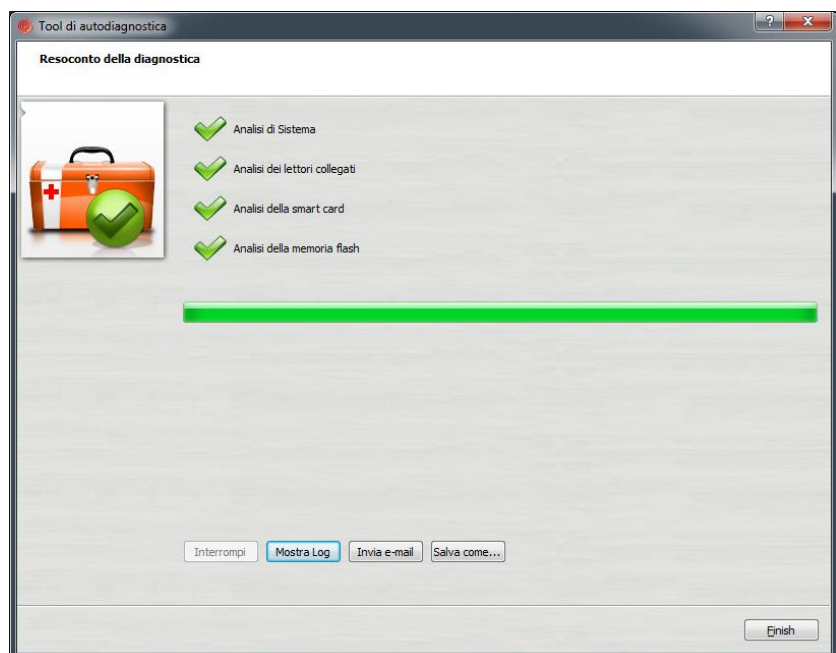 Tool di autodiagnostica
Resoconto della diagnostica
Analisi di Sistema
Analisi dei lettori collegati
Analisi della smart card
Analisi della memoria flash
Interrompi Mostra Log Invia e-mail Salva come...
Finish